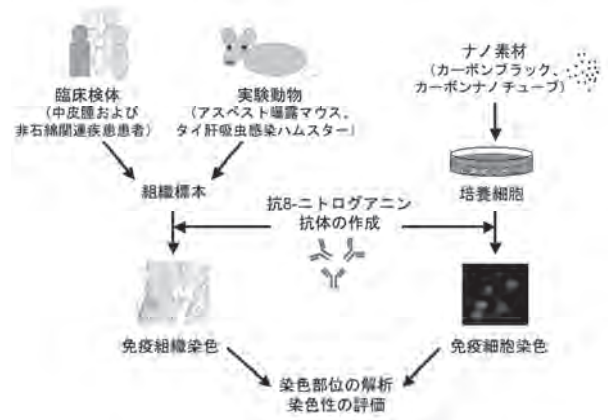 臨床検体
（中皮腫および
非石綿関連疾患患者）
実験動物
（アスベスト曝露マウス、
タイ肝吸虫感染ハムスター）
ナノ素材
（カーボンブラック、
カーボンナノチューブ）
組織標本
培養細胞
抗8-ニトログアニン
抗体の作成
免疫組織染色
免疫細胞染色
染色部位の解析
染色性の評価